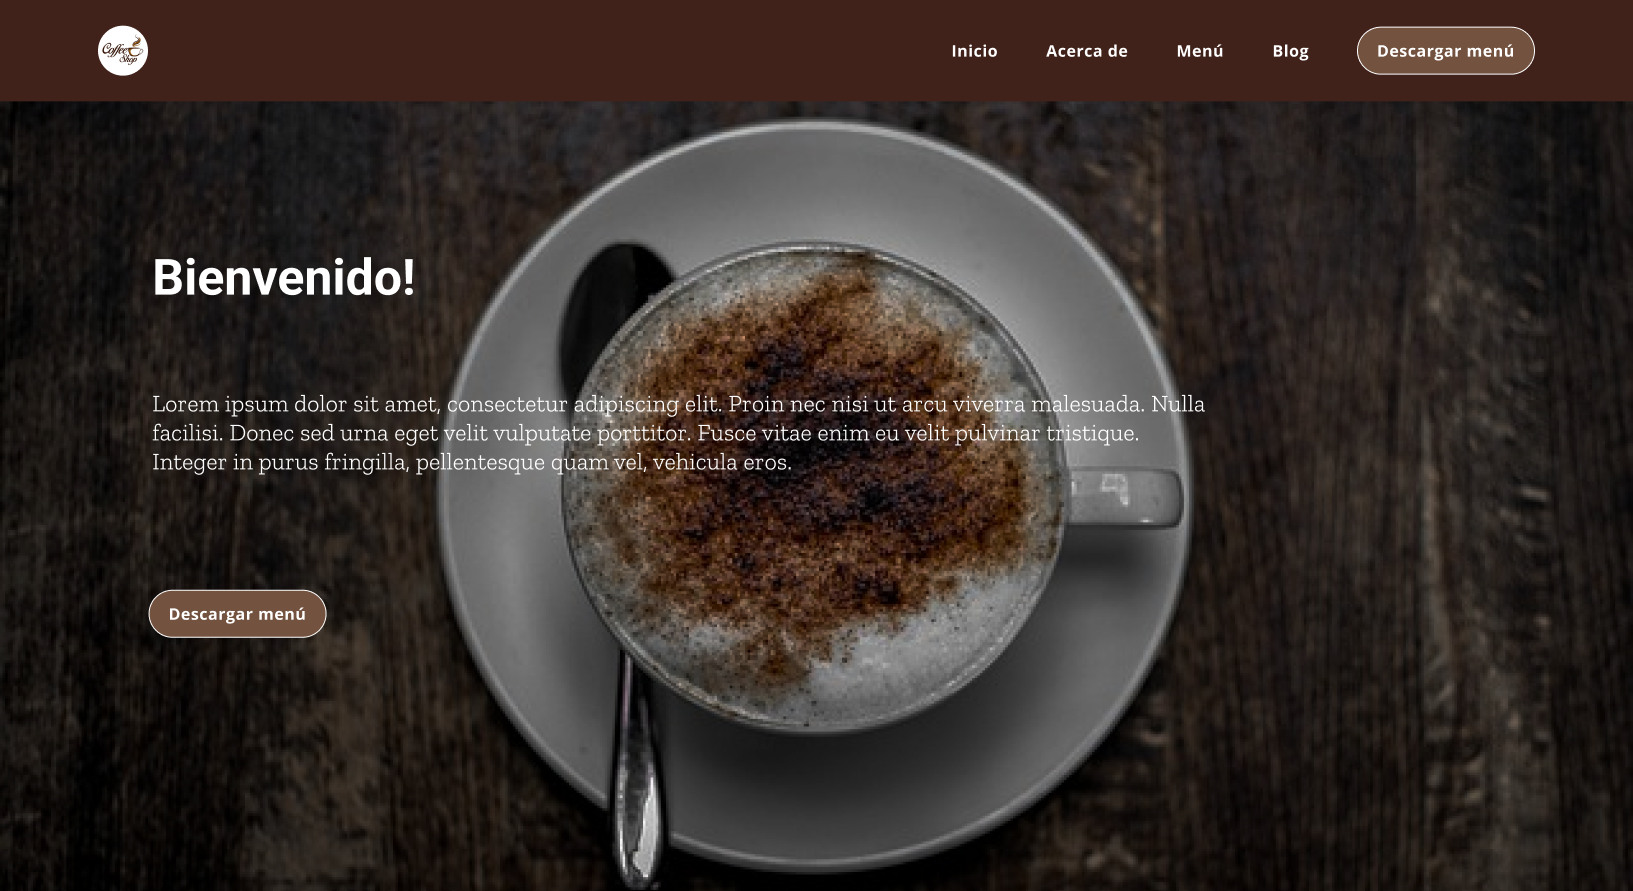 Coffee
Shop
Inicio
Acerca de
Menú
Blog
Descargar menú
Bienvenido!
Lorem ipsum dolor sit amet, consectetur adipiscing elit. Proin nec nisi ut arcu viverra malesuada. Nulla
facilisi. Donec sed urna eget velit vulputate porttitor. Fusce vitae enim eu velit pulvinar tristique.
Integer in purus fringilla, pellentesque quam vel, vehicula eros.
Descargar menú